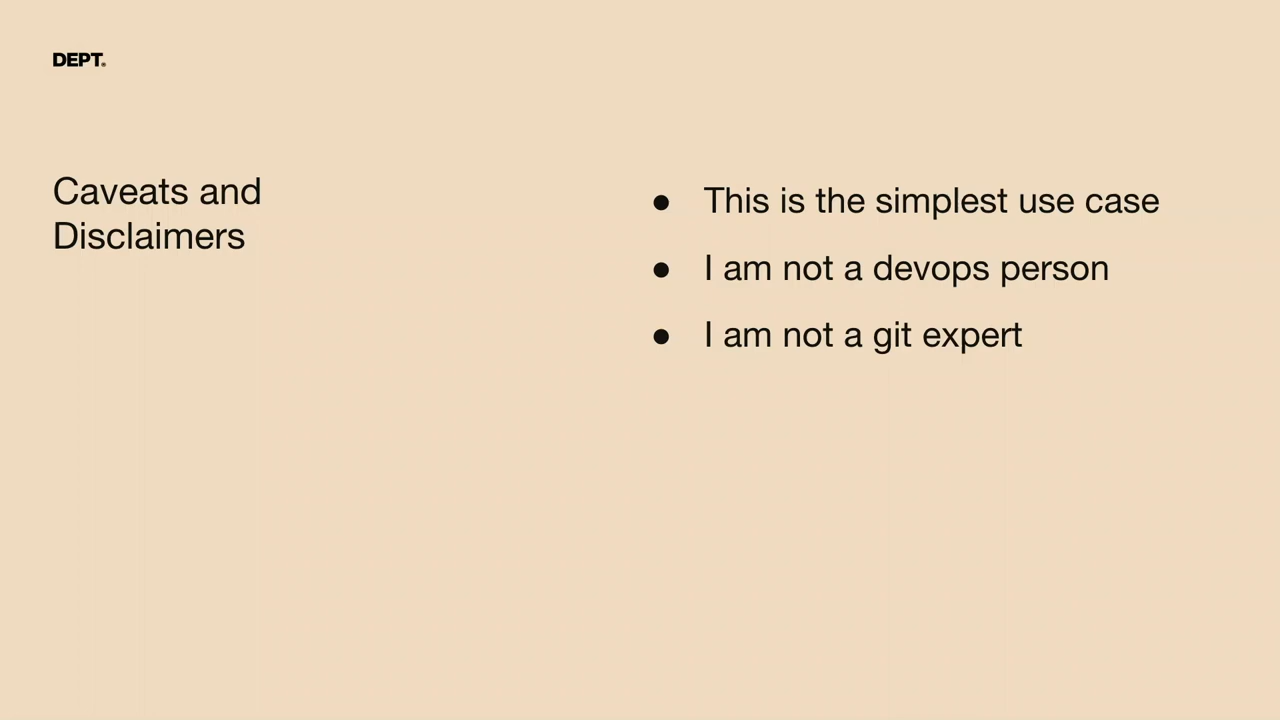 DEPT.
Caveats and
Disclaimers
● This is the simplest use case
● I am not a devops person
● I am not a git expert